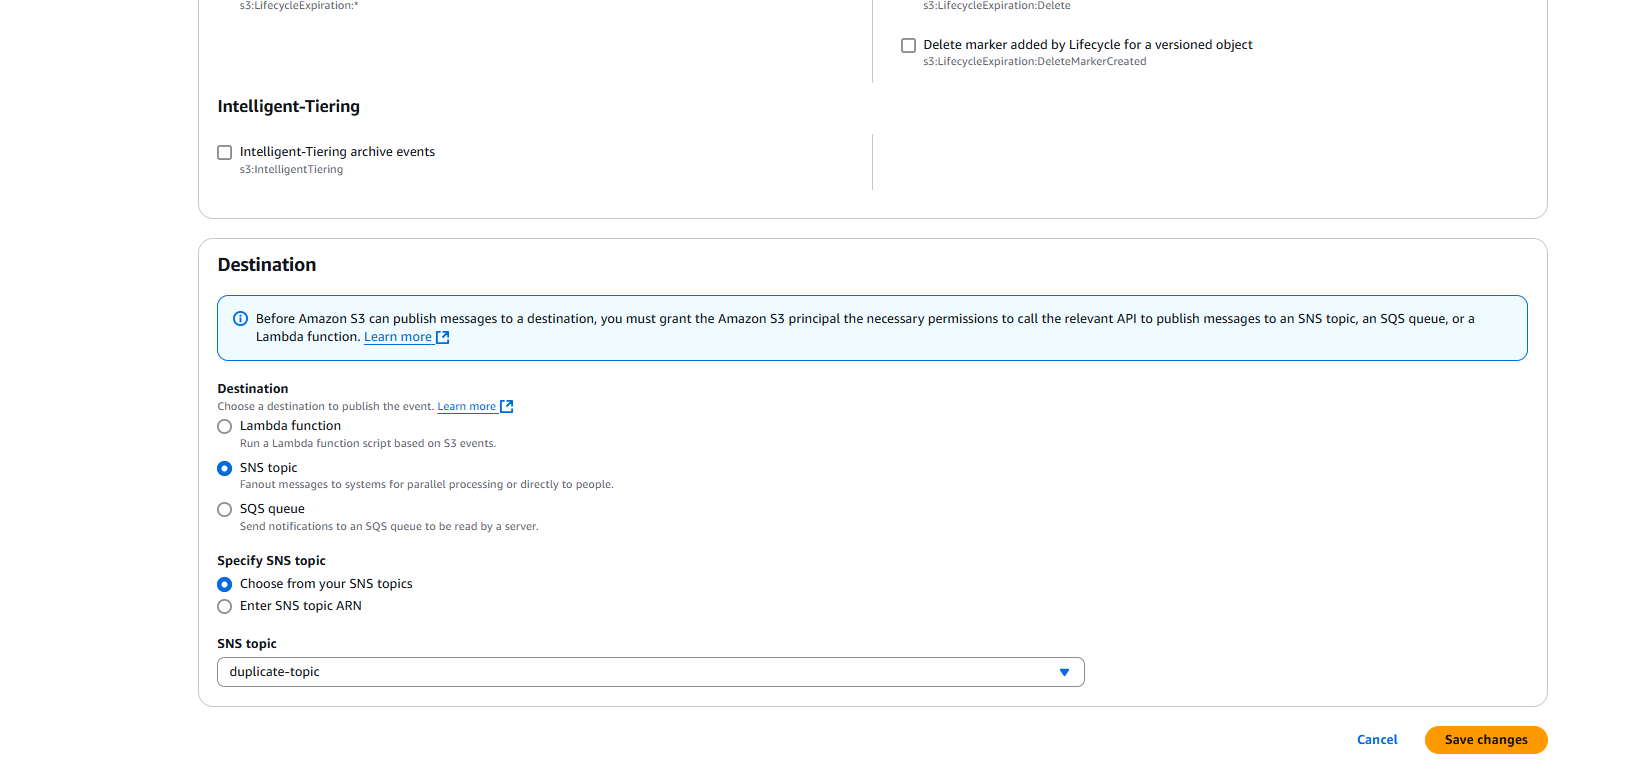 s3:LifecycleExpiration:*
s3:LifecycleExpiration:Delete
Delete marker added by Lifecycle for a versioned object
s3:LifecycleExpiration:DeleteMarkerCreated
Intelligent-Tiering
Intelligent-Tiering archive events
s3:IntelligentTiering
Destination
Before Amazon S3 can publish messages to a destination, you must grant the Amazon S3 principal the necessary permissions to call the relevant API to publish messages to an SNS topic, an SQS queue, or a
Lambda function. Learn more
Destination
Choose a destination to publish the event. Learn more
Lambda function
Run a Lambda function script based on S3 events.
SNS topic
Fanout messages to systems for parallel processing or directly to people.
SQS queue
Send notifications to an SQS queue to be read by a server.
Specify SNS topic
Choose from your SNS topics
Enter SNS topic ARN
SNS topic
duplicate-topic
Cancel
Save changes